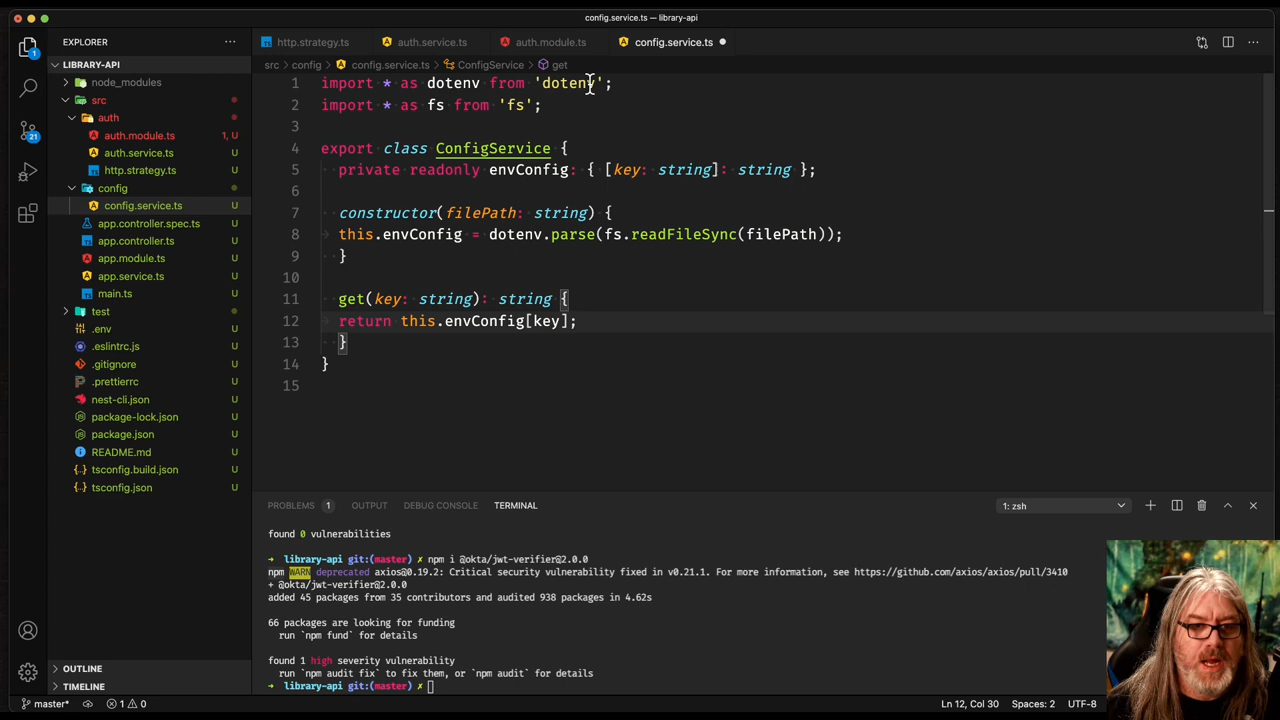 config.service.ts — library-api
EXPLORER
http.strategy.ts
auth.service.ts
auth.module.ts
config.service.ts
src › config › config.service.ts › ConfigService › get
LIBRARY-API
node_modules
src
auth
auth.module.ts 1, U
auth.service.ts U
http.strategy.ts U
config
config.service.ts U
app.controller.spec.ts U
app.controller.ts U
app.module.ts U
app.service.ts U
main.ts U
test
.env U
.eslintrc.js U
.gitignore U
.prettierrc U
nest-cli.json U
package-lock.json U
package.json U
README.md U
tsconfig.build.json U
tsconfig.json U
OUTLINE
TIMELINE
1
21
1 import * as dotenv from 'dotenv';
2 import * as fs from 'fs';
3
4 export class ConfigService {
5 private readonly envConfig: { [key: string]: string };
6
7 constructor(filePath: string) {
8 this.envConfig = dotenv.parse(fs.readFileSync(filePath));
9 }
10
11 get(key: string): string {
12 return this.envConfig[key];
13 }
14 }
15
PROBLEMS 1 OUTPUT DEBUG CONSOLE TERMINAL 1: zsh
found 0 vulnerabilities
→ library-api git:(master) ✗ npm i @okta/jwt-verifier@2.0.0
npm WARN deprecated axios@0.19.2: Critical security vulnerability fixed in v0.21.1. For more information, see https://github.com/axios/axios/pull/3410
+ @okta/jwt-verifier@2.0.0
added 45 packages from 35 contributors and audited 938 packages in 4.62s
66 packages are looking for funding
run `npm fund` for details
found 1 high severity vulnerability
run `npm audit fix` to fix them, or `npm audit` for details
→ library-api git:(master) ✗
master* 1 0 Ln 12, Col 30 Spaces: 2 UTF-8